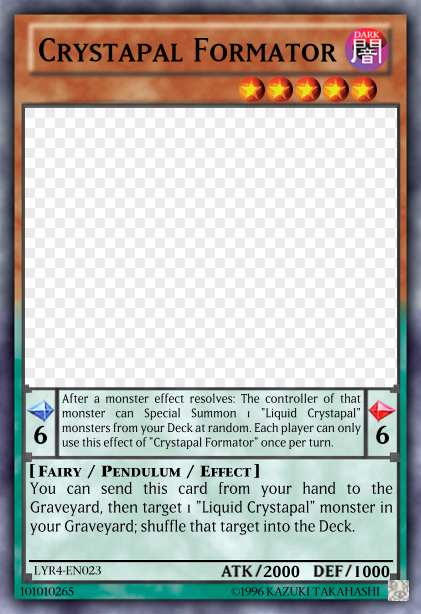 Crystapal Formator
DARK
闇
After a monster effect resolves: The controller of that
monster can Special Summon 1 "Liquid Crystapal"
monsters from your Deck at random. Each player can only
use this effect of "Crystapal Formator" once per turn.
6
6
[Fairy / Pendulum / Effect]
You can send this card from your hand to the
Graveyard, then target 1 "Liquid Crystapal" monster in
your Graveyard; shuffle that target into the Deck.
LYR4-EN023
ATK/2000 DEF/1000
101010265
©1996 KAZUKI TAKAHASHI